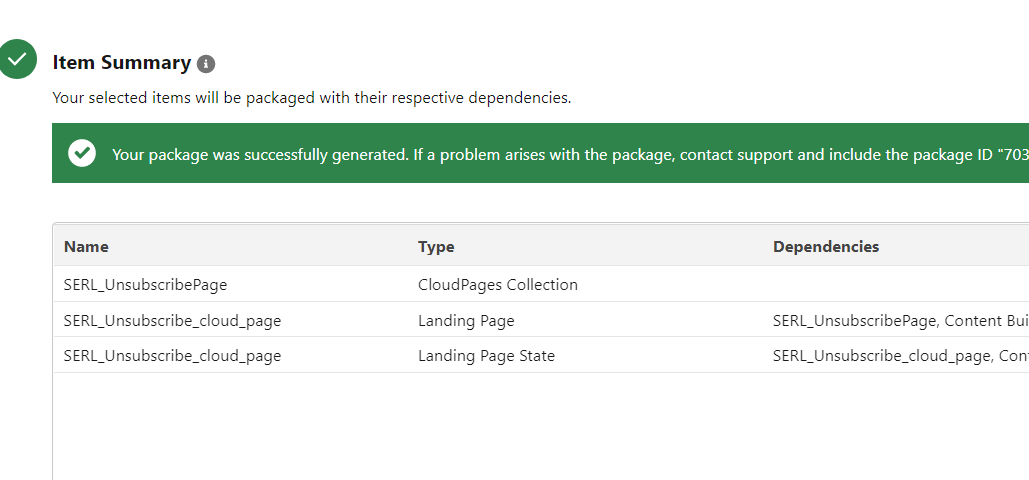 Item Summary
Your selected items will be packaged with their respective dependencies.
Your package was successfully generated. If a problem arises with the package, contact support and include the package ID "703
Name Type Dependencies
SERL_UnsubscribePage CloudPages Collection
SERL_Unsubscribe_cloud_page Landing Page SERL_UnsubscribePage, Content Bui
SERL_Unsubscribe_cloud_page Landing Page State SERL_Unsubscribe_cloud_page, Con